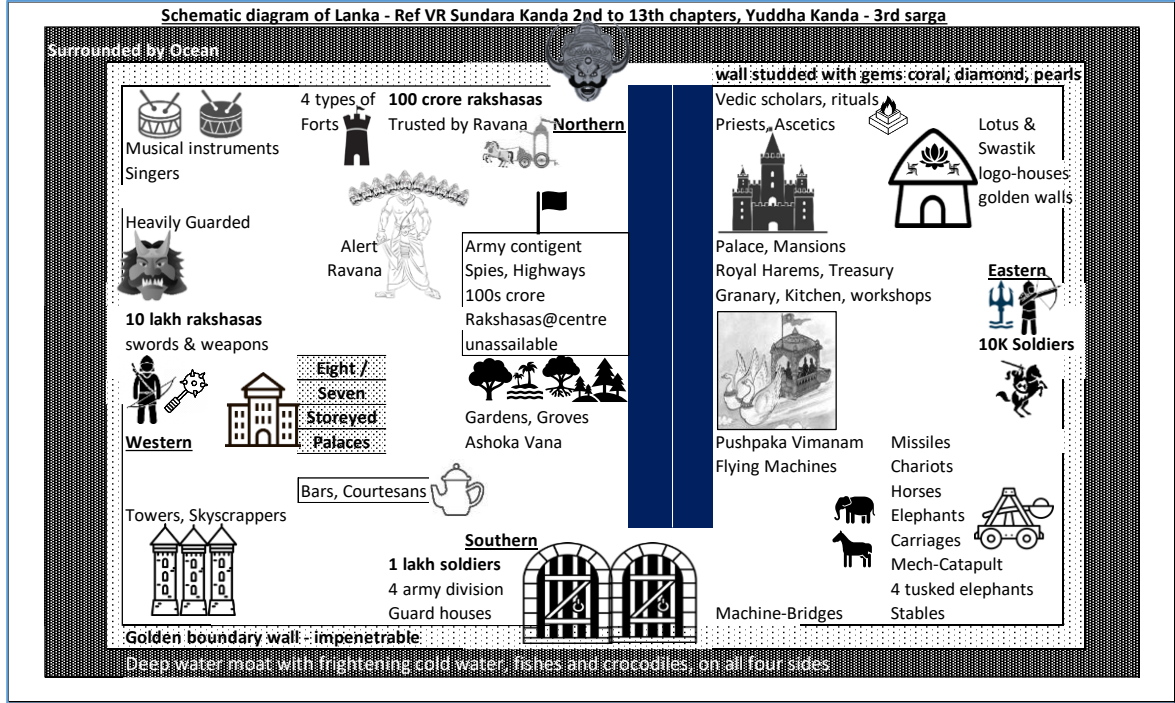 Schematic diagram of Lanka - Ref VR Sundara Kanda 2nd to 13th chapters, Yuddha Kanda - 3rd sarga
Surrounded by Ocean
wall studded with gems coral, diamond, pearls
4 types of
Forts
100 crore rakshasas
Trusted by Ravana
Northern
Vedic scholars, rituals
Priests, Ascetics
Lotus &
Swastik
logo-houses
golden walls
Musical instruments
Singers
Heavily Guarded
Alert
Ravana
Army contigent
Spies, Highways
100s crore
Rakshasas@centre
unassailable
Palace, Mansions
Royal Harems, Treasury
Granary, Kitchen, workshops
Eastern
10K Soldiers
10 lakh rakshasas
swords & weapons
Western
Eight /
Seven
Storeyed
Palaces
Gardens, Groves
Ashoka Vana
Pushpaka Vimanam
Flying Machines
Missiles
Chariots
Horses
Elephants
Carriages
Mech-Catapult
4 tusked elephants
Stables
Bars, Courtesans
Towers, Skyscrappers
Southern
1 lakh soldiers
4 army division
Guard houses
Machine-Bridges
Golden boundary wall - impenetrable
Deep water moat with frightening cold water, fishes and crocodiles, on all four sides